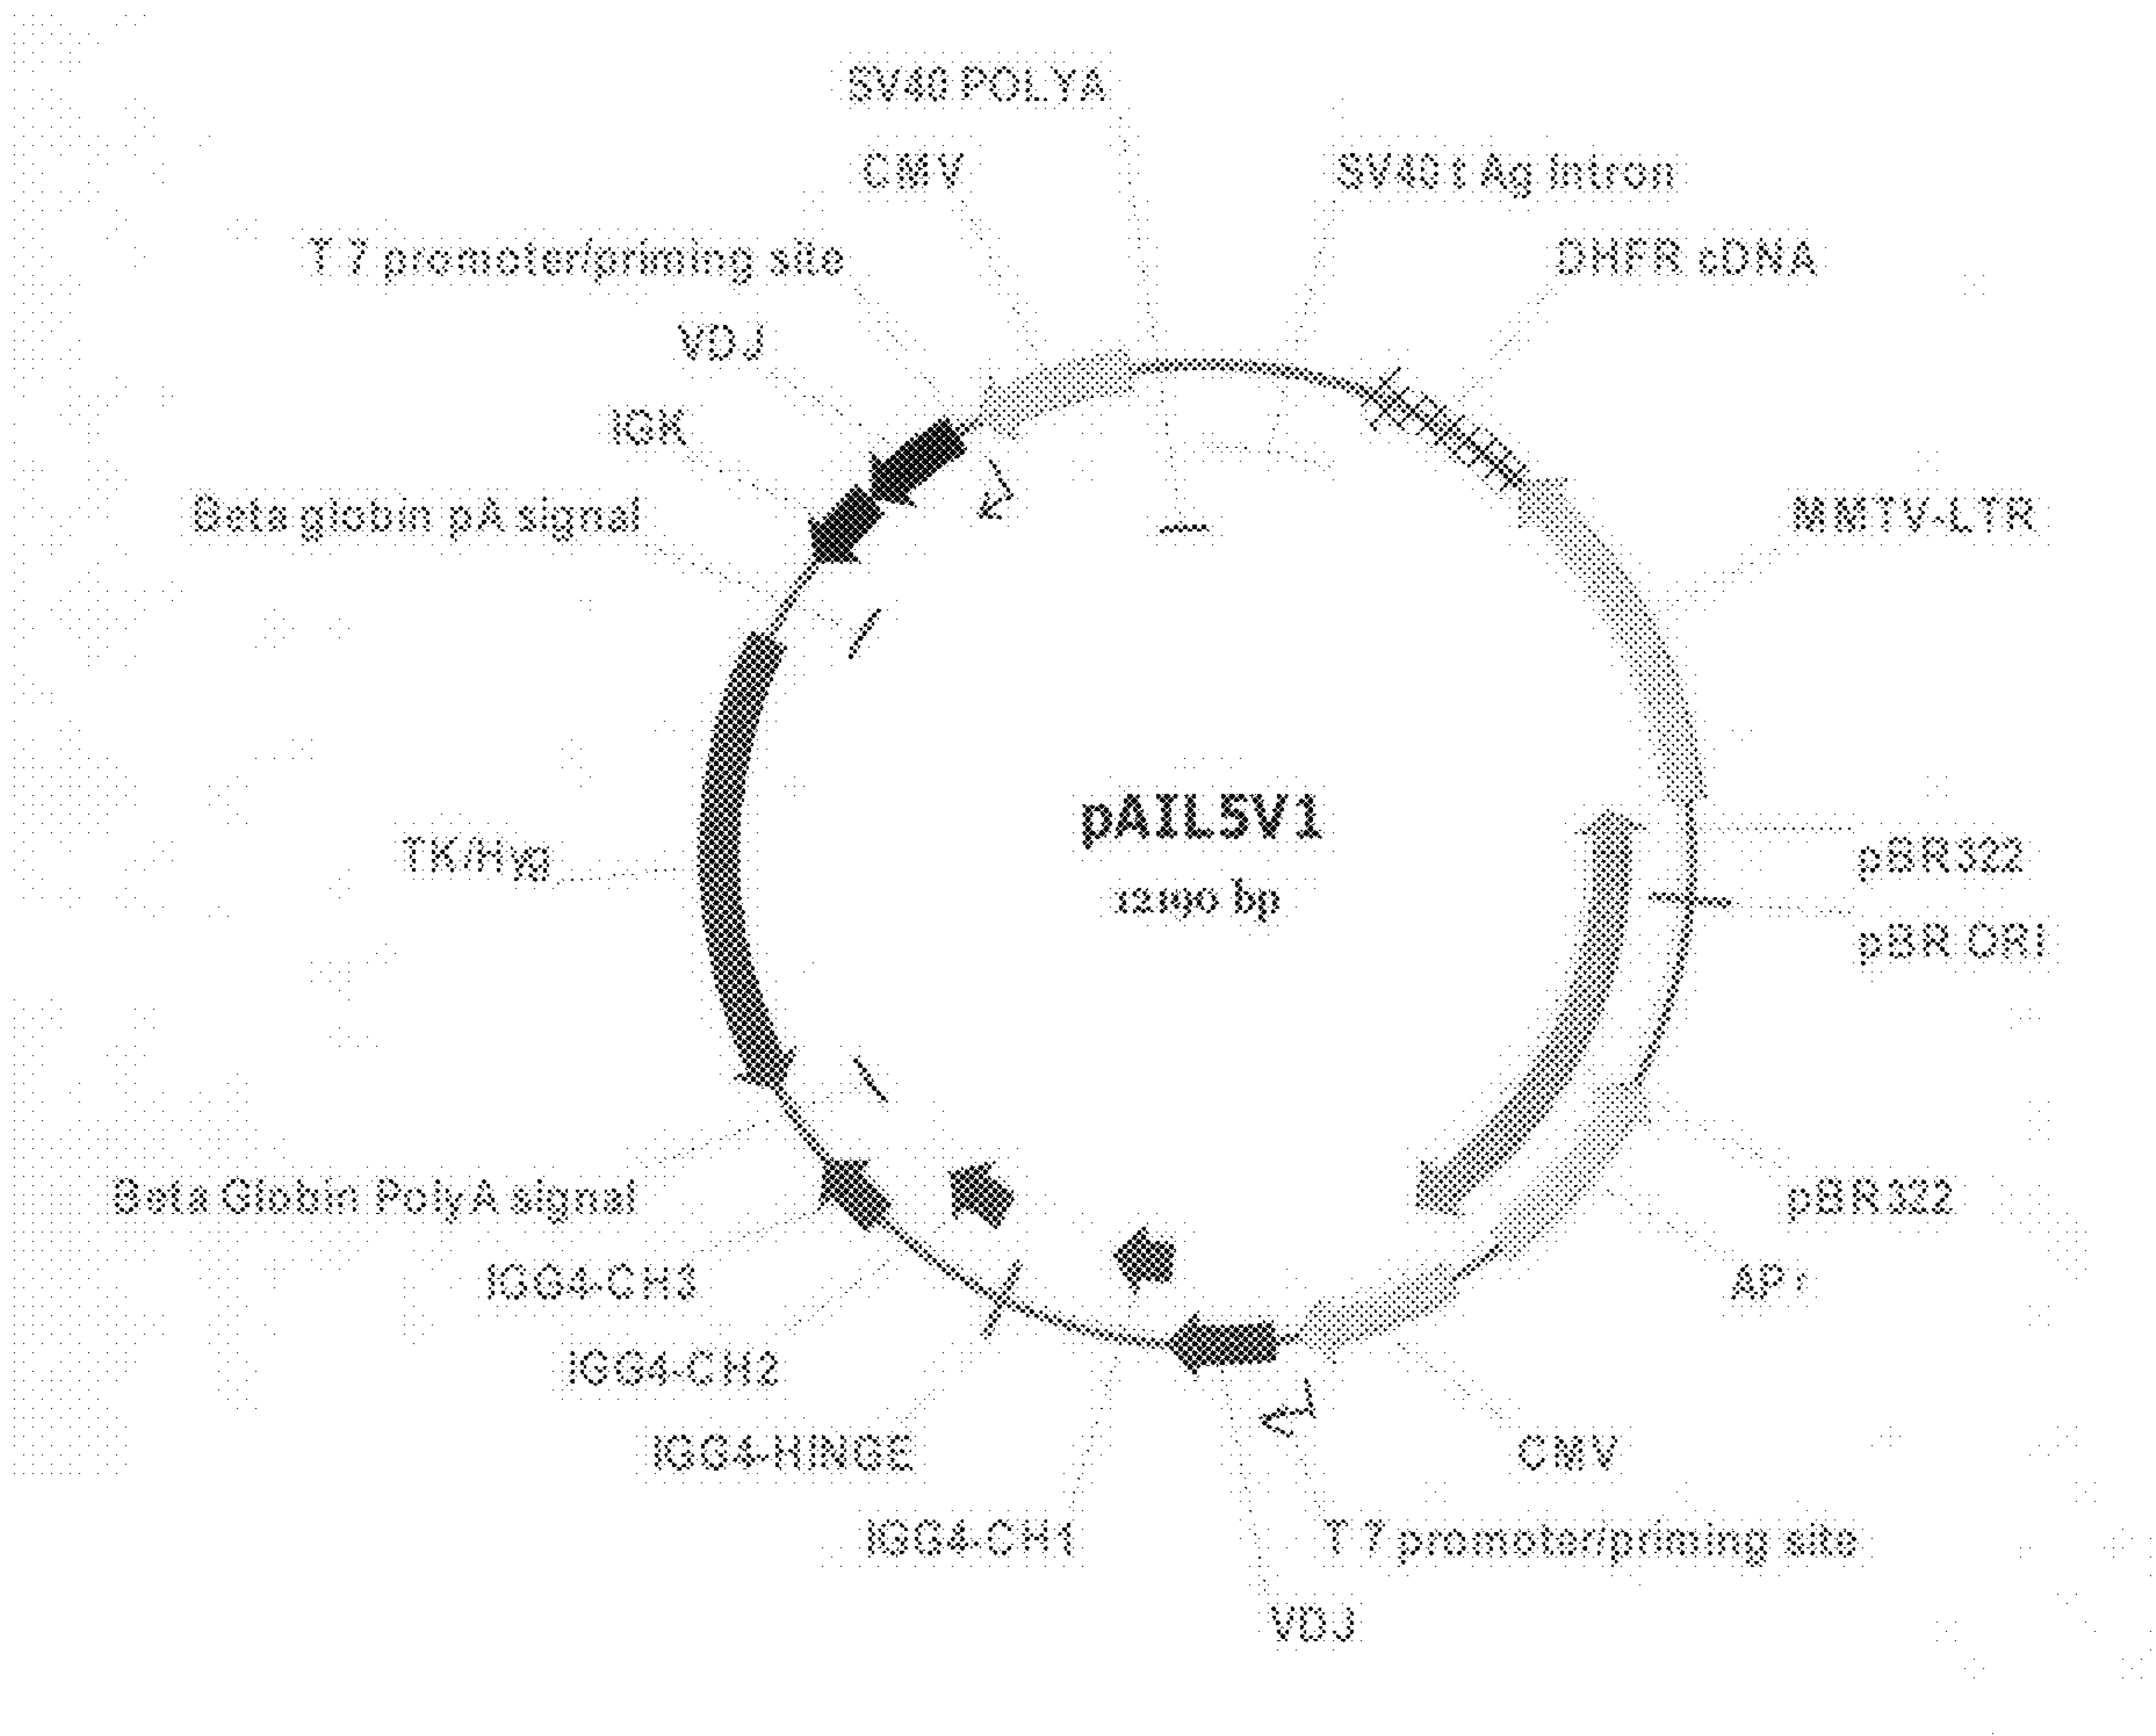 SV40 POLYA
CMV
SV40 t Ag Intron
T 7 promoter/priming site
DHFR cDNA
VDJ
IGK
Beta globin pA signal
MMTV-LTR
pAIL5V1
TK/Hyg
pBR322
12190 bp
pBR ORI
Beta Globin PolyA signal
pBR322
IGG4-CH3
AP r
IGG4-CH2
IGG4-HINGE
CMV
IGG4-CH1
T 7 promoter/priming site
VDJ